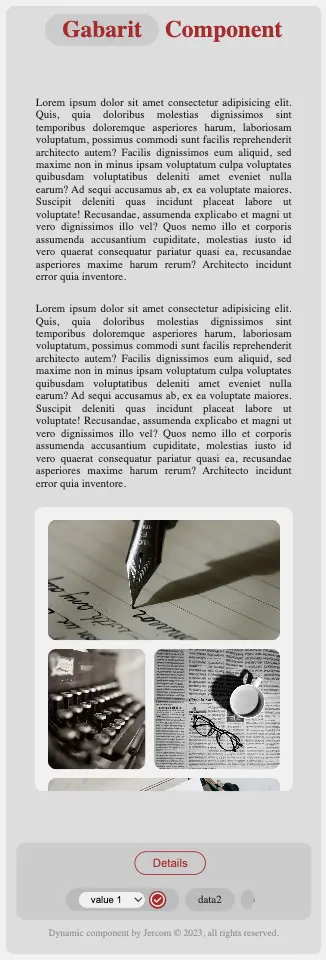 Gabarit Component
Lorem ipsum dolor sit amet consectetur adipisicing elit.
Quis, quia doloribus molestias dignissimos sint
temporibus doloremque asperiores harum, laboriosam
voluptatum, possimus commodi sunt facilis reprehenderit
architecto autem? Facilis dignissimos eum aliquid, sed
maxime non in minus ipsam voluptatum culpa voluptates
quibusdam voluptatibus deleniti amet eveniet nulla
earum? Ad sequi accusamus ab, ex ea voluptate maiores.
Suscipit deleniti quas incidunt placeat labore ut
voluptate! Recusandae, assumenda explicabo et magni ut
vero dignissimos illo vel? Quos nemo illo et corporis
assumenda accusantium cupiditate, molestias iusto id
vero quaerat consequatur pariatur quasi ea, recusandae
asperiores maxime harum rerum? Architecto incidunt
error quia inventore.
Lorem ipsum dolor sit amet consectetur adipisicing elit.
Quis, quia doloribus molestias dignissimos sint
temporibus doloremque asperiores harum, laboriosam
voluptatum, possimus commodi sunt facilis reprehenderit
architecto autem? Facilis dignissimos eum aliquid, sed
maxime non in minus ipsam voluptatum culpa voluptates
quibusdam voluptatibus deleniti amet eveniet nulla
earum? Ad sequi accusamus ab, ex ea voluptate maiores.
Suscipit deleniti quas incidunt placeat labore ut
voluptate! Recusandae, assumenda explicabo et magni ut
vero dignissimos illo vel? Quos nemo illo et corporis
assumenda accusantium cupiditate, molestias iusto id
vero quaerat consequatur pariatur quasi ea, recusandae
asperiores maxime harum rerum? Architecto incidunt
error quia inventore.
Details
value 1 data2
Dynamic component by Jercom © 2023, all rights reserved.